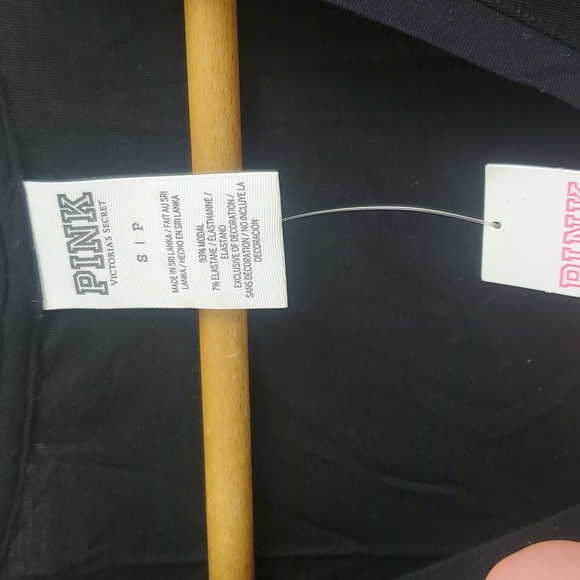 PINK
VICTORIA'S SECRET
S | P
MADE IN SRI LANKA / FAIT AU SRI
LANKA / HECHO EN SRI LANKA
93% MODAL
7% ELASTANE / ÉLASTHANNE /
ELASTANO
EXCLUSIVE OF DECORATION /
SANS DÉCORATION / NO INCLUYE LA
DECORACIÓN
PINK